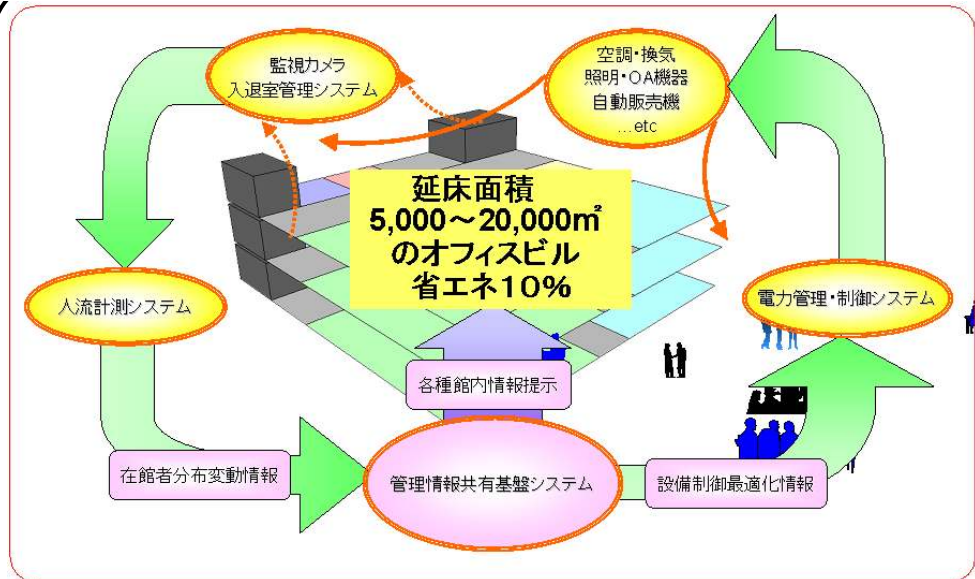 監視カメラ
入退室管理システム
空調・換気
照明・OA機器
自動販売機
...etc
延床面積
5,000～20,000㎡
のオフィスビル
省エネ10％
人流計測システム
電力管理・制御システム
各種館内情報提示
在館者分布変動情報
管理情報共有基盤システム
設備制御最適化情報